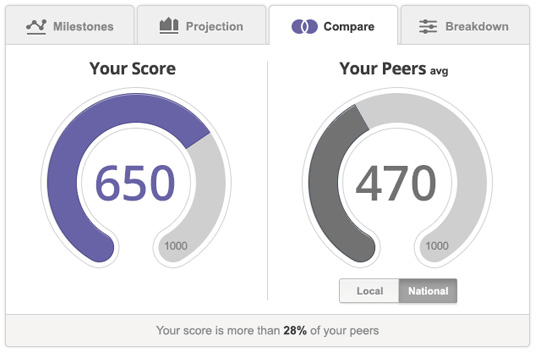 Milestones
Projection
Compare
Breakdown
Your Score
Your Peers avg
650
470
1000
1000
Local
National
Your score is more than 28% of your peers